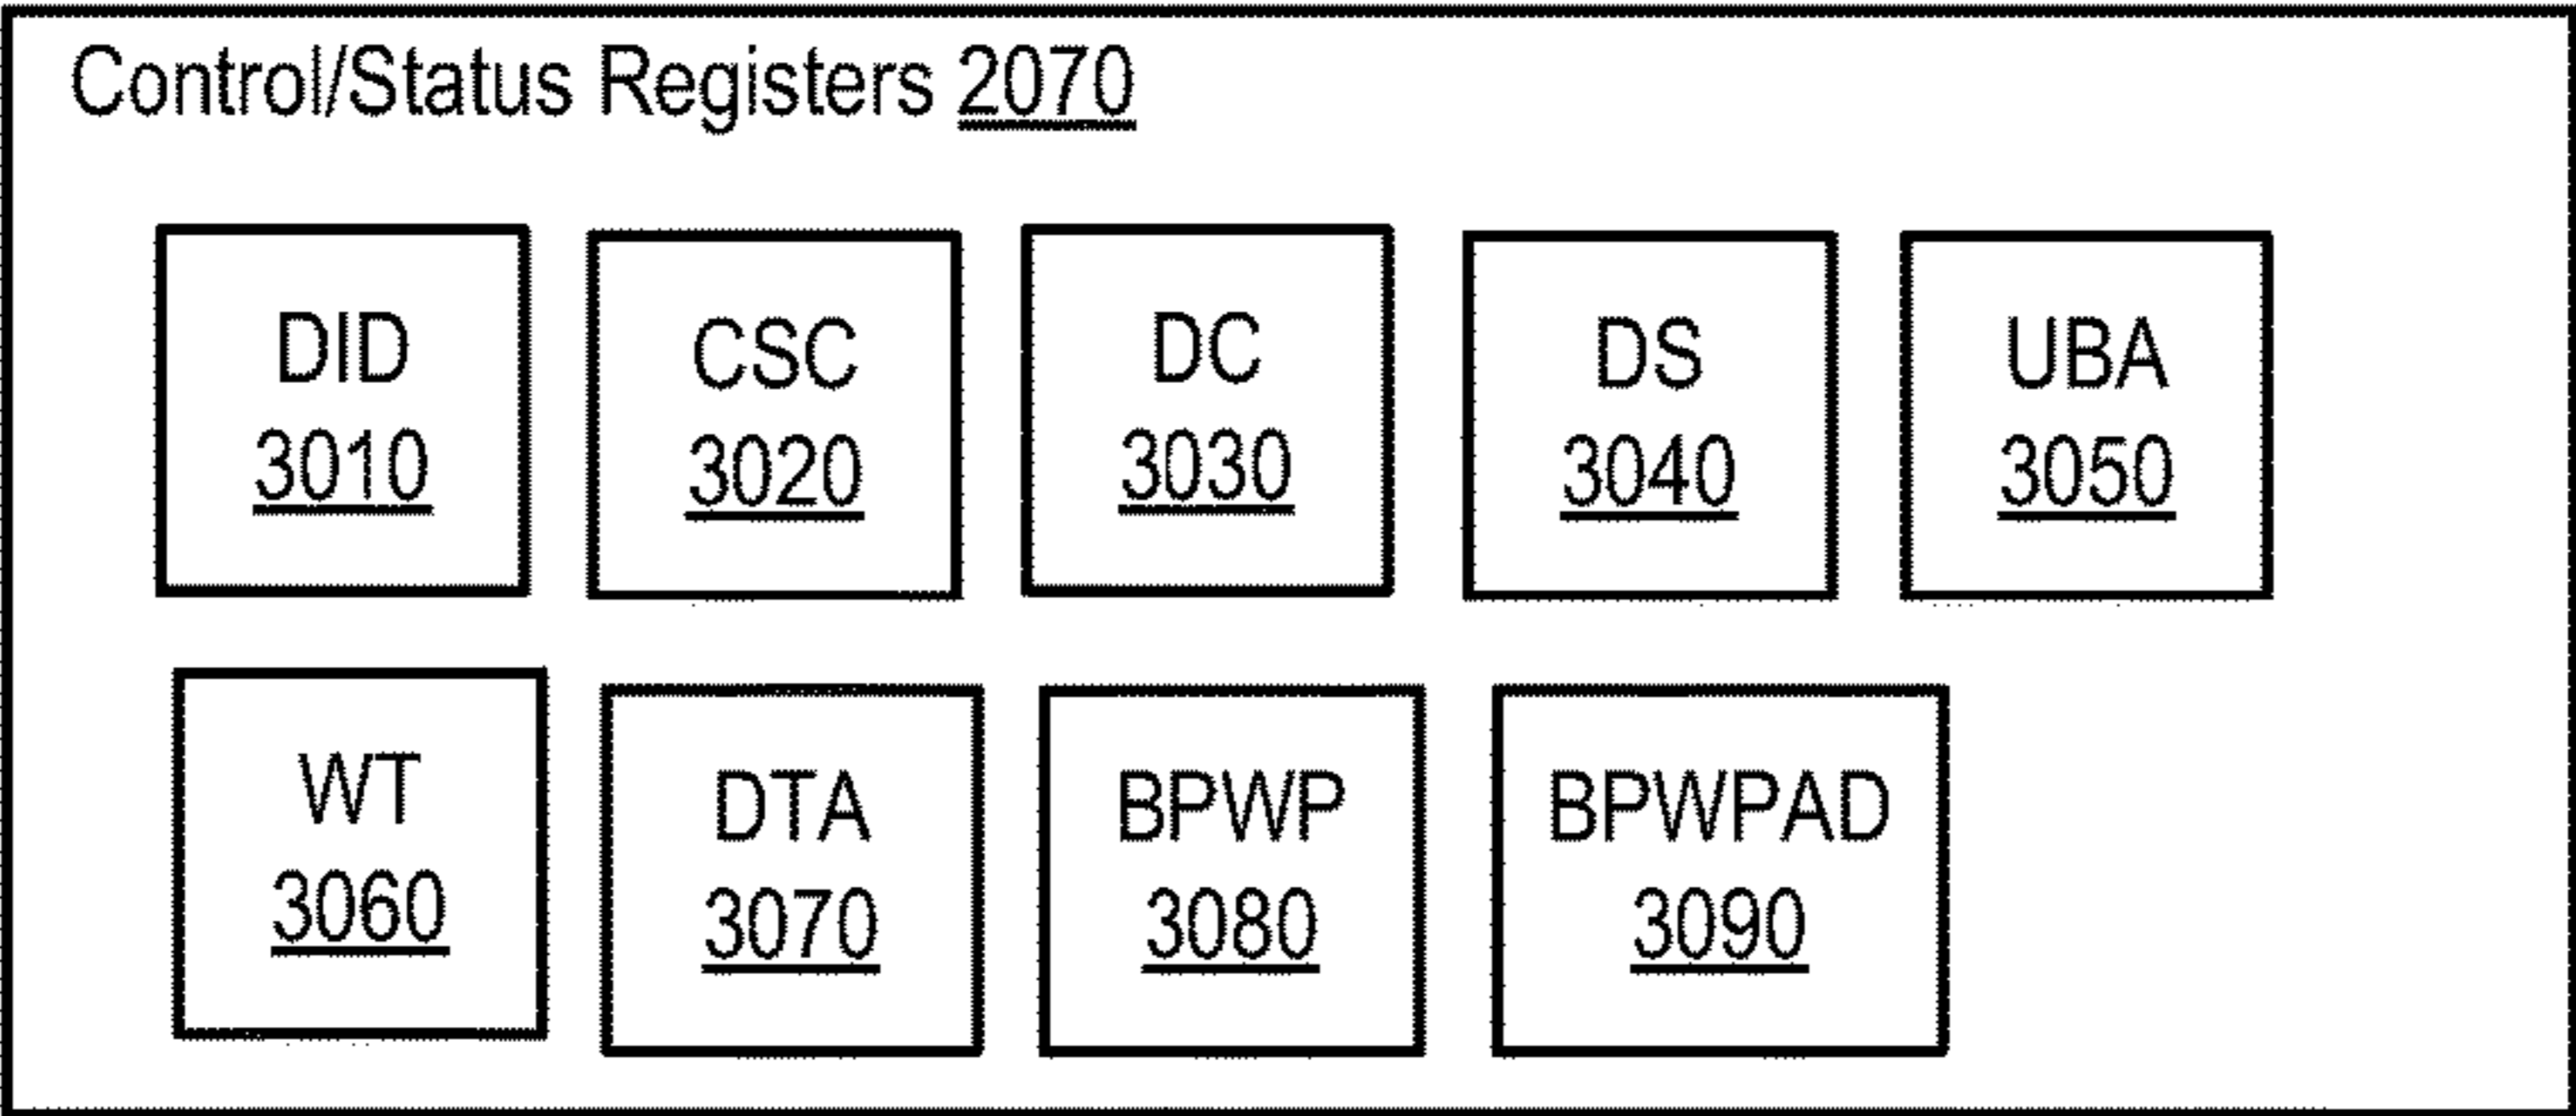 Control/Status Registers 2070
DID
3010
CSC
3020
DC
3030
DS
3040
UBA
3050
WT
3060
DTA
3070
BPWP
3080
BPWPAD
3090